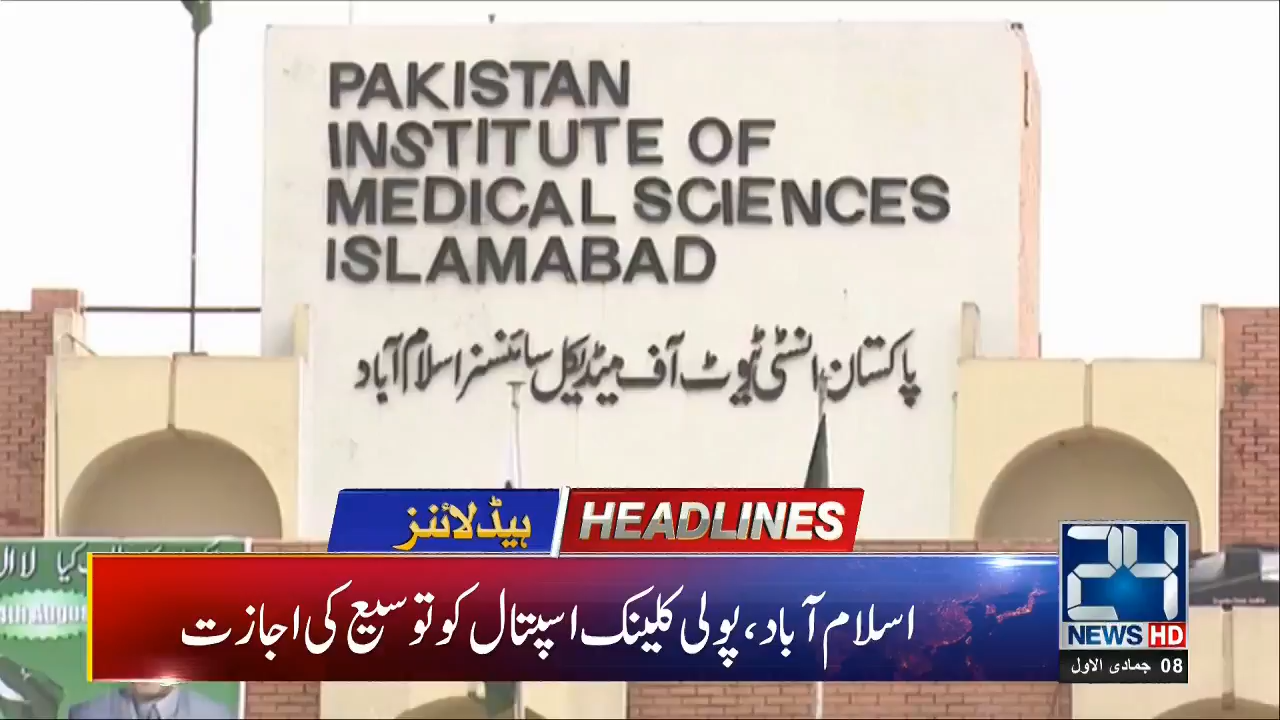 PAKISTAN
INSTITUTE OF
MEDICAL SCIENCES
ISLAMABAD
پاکستان انسٹی ٹیوٹ آف میڈیکل سائنسز اسلام آباد
ہیڈلائنز HEADLINES
اسلام آباد، پولی کلینک اسپتال کو توسیع کی اجازت
24
NEWS HD
08 جمادی الاول